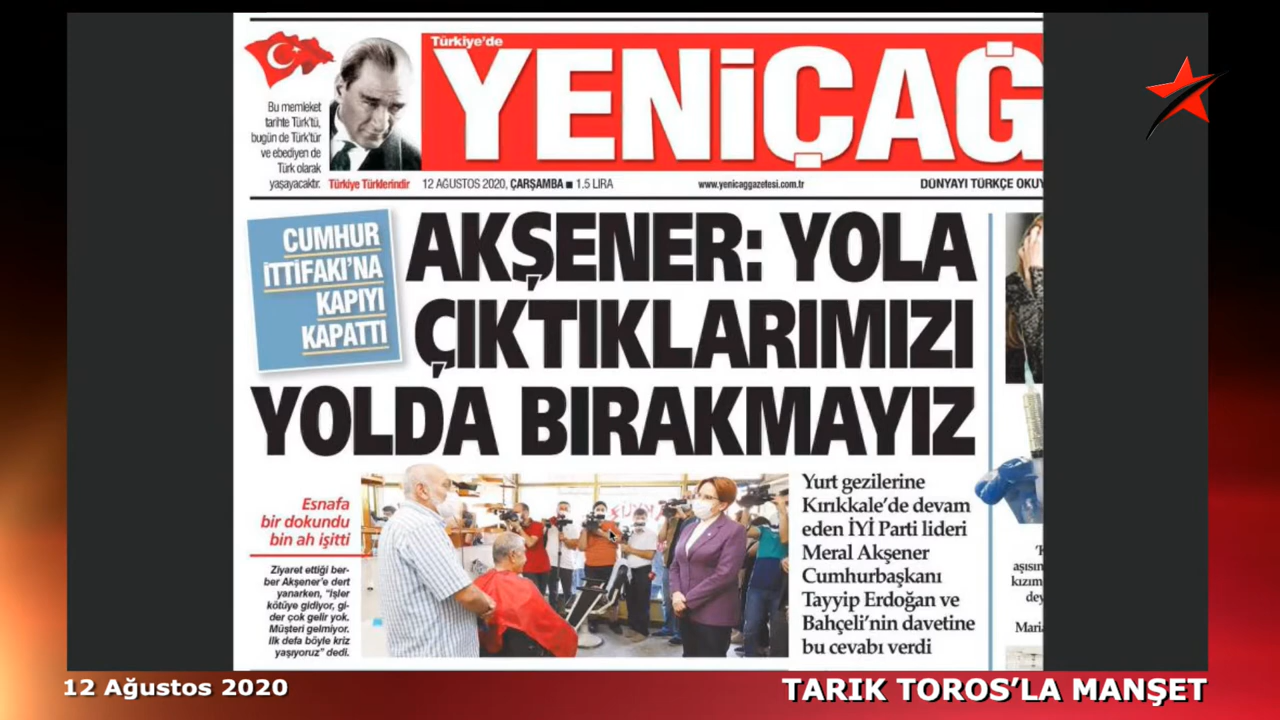 Türkiye'de
YENİÇAĞ
Bu memleket
tarihte Türk'tü,
bugün de Türk'tür
ve ebediyen de
Türk olarak
yaşayacaktır.
Türkiye Türklerindir
12 AĞUSTOS 2020, ÇARŞAMBA ■ 1.5 LIRA
www.yenicaggazetesi.com.tr
DÜNYAYI TÜRKÇE OKUY
CUMHUR
İTTİFAKI'NA
KAPIYI
KAPATTI
AKŞENER: YOLA
ÇIKTIKLARIMIZI
YOLDA BIRAKMAYIZ
Esnafa
bir dokundu
bin ah işitti
Ziyaret ettiği ber-
ber Akşener'e dert
yanarken, "İşler
kötüye gidiyor, gi-
der çok gelir yok.
Müşteri gelmiyor.
İlk defa böyle kriz
yaşıyoruz" dedi.
Yurt gezilerine
Kırıkkale'de devam
eden İYİ Parti lideri
Meral Akşener
Cumhurbaşkanı
Tayyip Erdoğan ve
Bahçeli'nin davetine
bu cevabı verdi
aşısın
kızım
dey
Maria
12 Ağustos 2020
TARIK TOROS'LA MANŞET